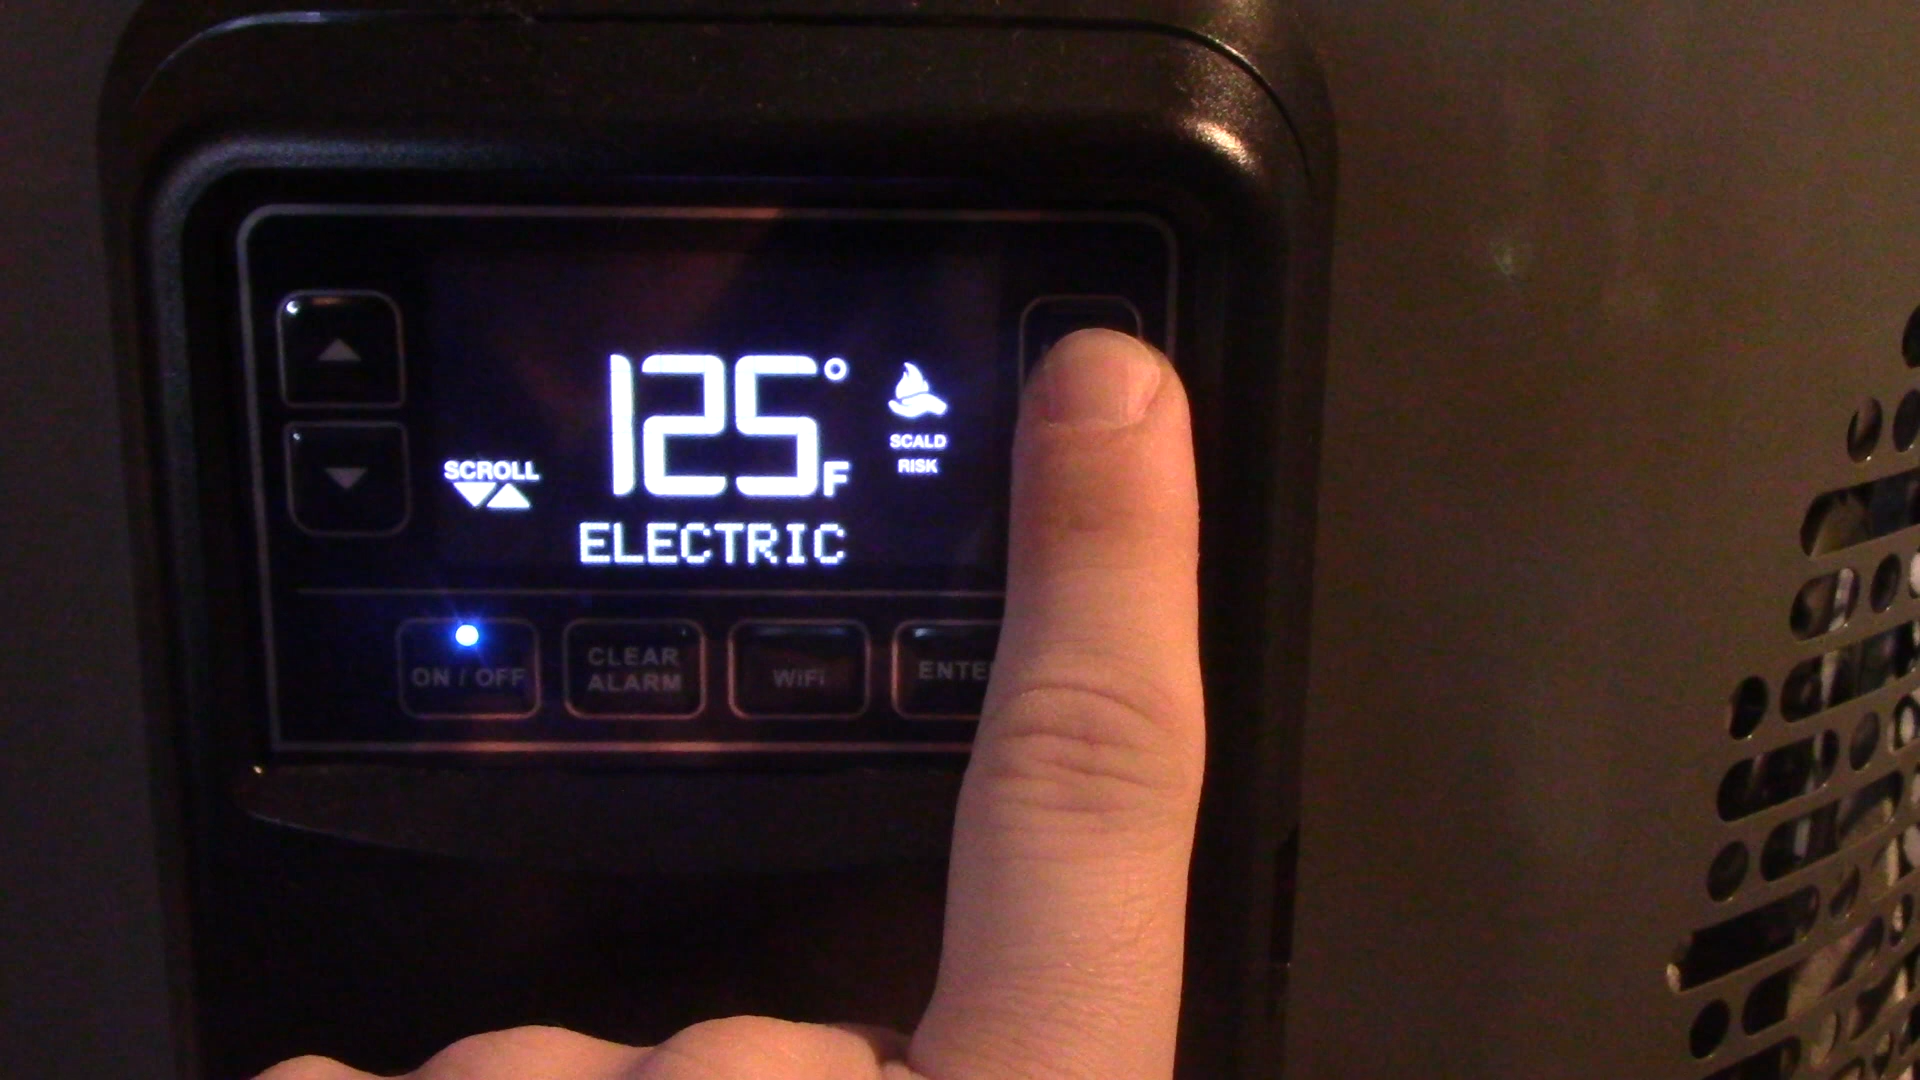 125°F
SCALD
RISK
SCROLL
ELECTRIC
ON / OFF
CLEAR
ALARM
WiFi